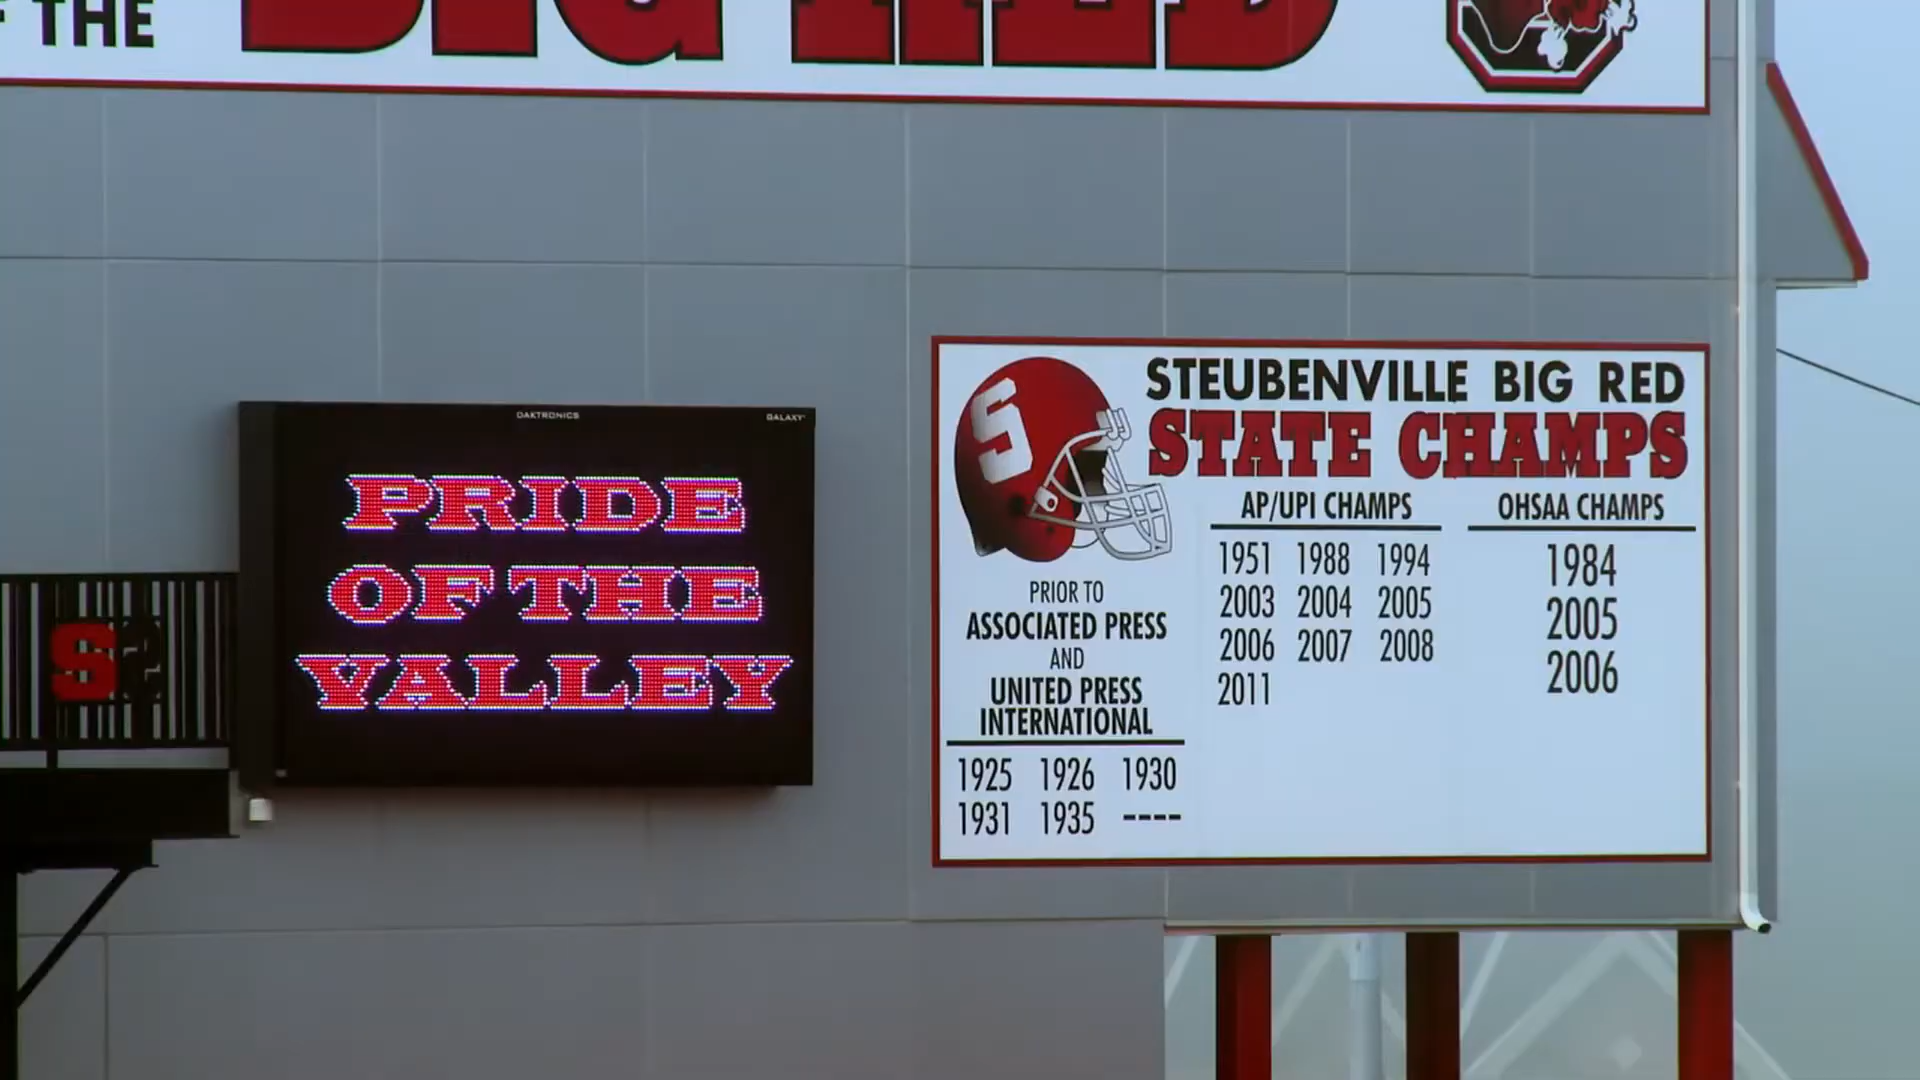 THE
BIG RED
DAKTRONICS
GALAXY
PRIDE
OF THE
VALLEY
S
S
STEUBENVILLE BIG RED
STATE CHAMPS
PRIOR TO
ASSOCIATED PRESS
AND
UNITED PRESS
INTERNATIONAL
1925 1926 1930
1931 1935 ----
AP/UPI CHAMPS
1951 1988 1994
2003 2004 2005
2006 2007 2008
2011
OHSAA CHAMPS
1984
2005
2006